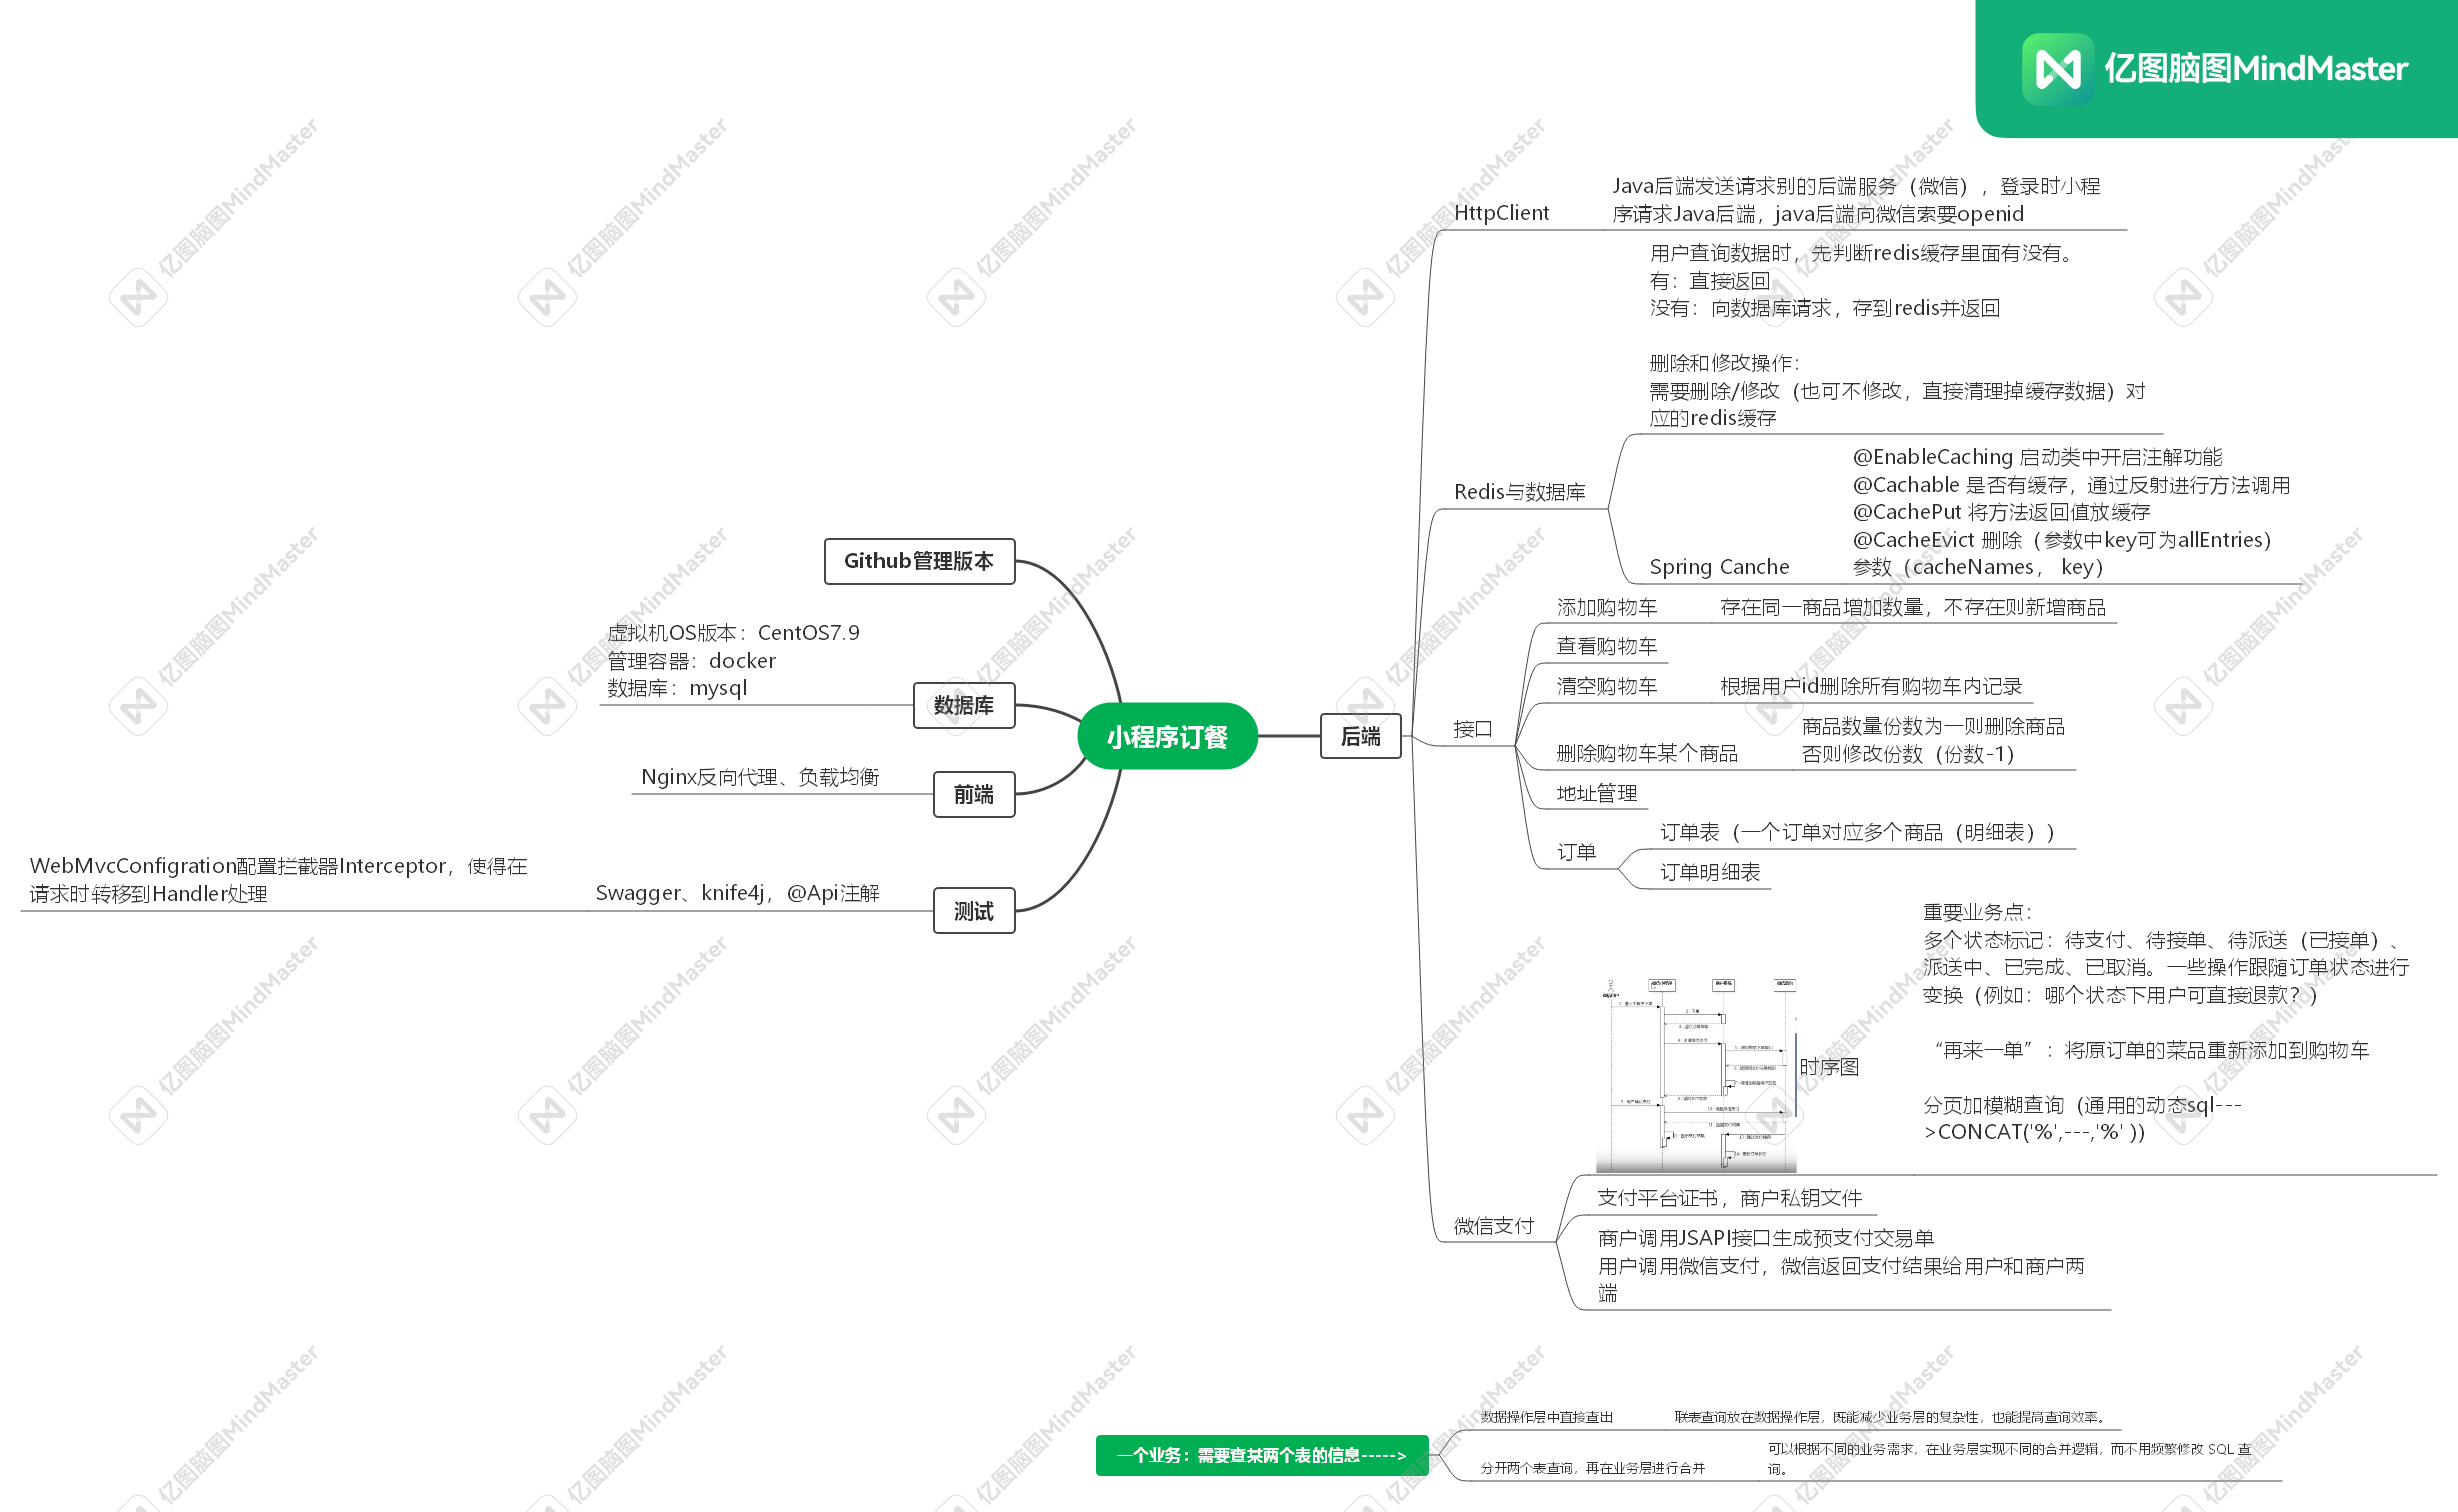 亿图脑图MindMaster
小程序订餐
Github管理版本
数据库
虚拟机OS版本：CentOS7.9
管理容器：docker
数据库：mysql
前端
Nginx反向代理、负载均衡
测试
Swagger、knife4j，@Api注解
WebMvcConfigration配置拦截器Interceptor，使得在
请求时转移到Handler处理
后端
HttpClient
Java后端发送请求别的后端服务（微信），登录时小程
序请求Java后端，java后端向微信索要openid
Redis与数据库
用户查询数据时，先判断redis缓存里面有没有。
有：直接返回
没有：向数据库请求，存到redis并返回
删除和修改操作：
需要删除/修改（也可不修改，直接清理掉缓存数据）对
应的redis缓存
Spring Canche
@EnableCaching 启动类中开启注解功能
@Cachable 是否有缓存，通过反射进行方法调用
@CachePut 将方法返回值放缓存
@CacheEvict 删除（参数中key可为allEntries）
参数（cacheNames， key）
接口
添加购物车
存在同一商品增加数量，不存在则新增商品
查看购物车
清空购物车
根据用户id删除所有购物车内记录
删除购物车某个商品
商品数量份数为一则删除商品
否则修改份数（份数-1）
地址管理
订单
订单表（一个订单对应多个商品（明细表））
订单明细表
微信支付
时序图
重要业务点：
多个状态标记：待支付、待接单、待派送（已接单）、
派送中、已完成、已取消。一些操作跟随订单状态进行
变换（例如：哪个状态下用户可直接退款？）
“再来一单”：将原订单的菜品重新添加到购物车
分页加模糊查询（通用的动态sql---
>CONCAT('%',---,'%' ))
支付平台证书，商户私钥文件
商户调用JSAPI接口生成预支付交易单
用户调用微信支付，微信返回支付结果给用户和商户两
端
一个业务：需要查某两个表的信息----->
数据操作层中直接查出
联表查询放在数据操作层，既能减少业务层的复杂性，也能提高查询效率。
分开两个表查询，再在业务层进行合并
可以根据不同的业务需求，在业务层实现不同的合并逻辑，而不用频繁修改 SQL 查
询。